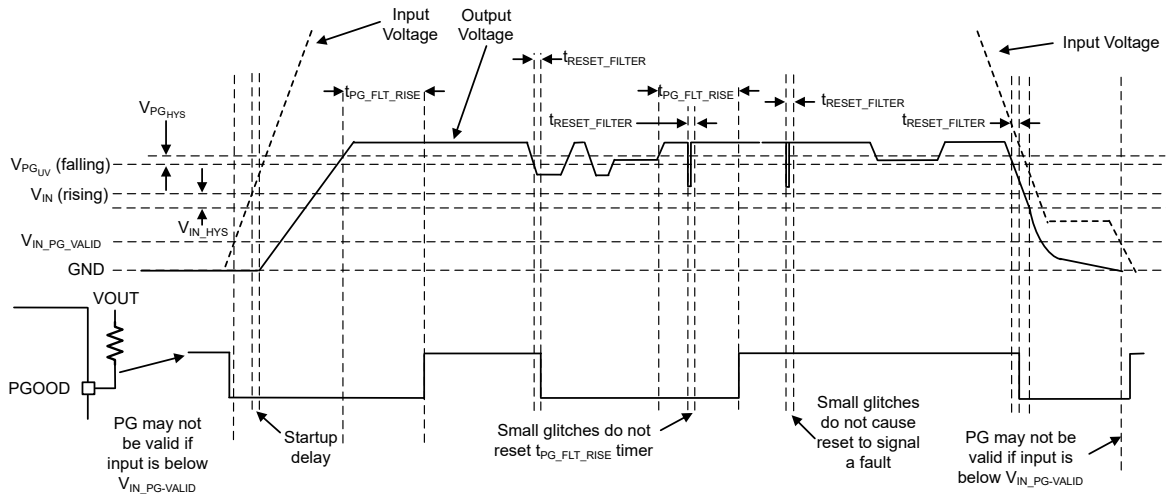 Input
Voltage
Output
Voltage
Input Voltage
tRESET_FILTER
tPG_FLT_RISE
tPG_FLT_RISE
tRESET_FILTER
tRESET_FILTER
tRESET_FILTER
VPGHYS
VPGUV (falling)
VIN (rising)
VIN_HYS
VIN_PG_VALID
GND
VOUT
PGOOD
PG may not
be valid if
input is below
VIN_PG-VALID
Startup
delay
Small glitches do not
reset tPG_FLT_RISE timer
Small glitches
do not cause
reset to signal
a fault
PG may not be
valid if input is
below VIN_PG-VALID